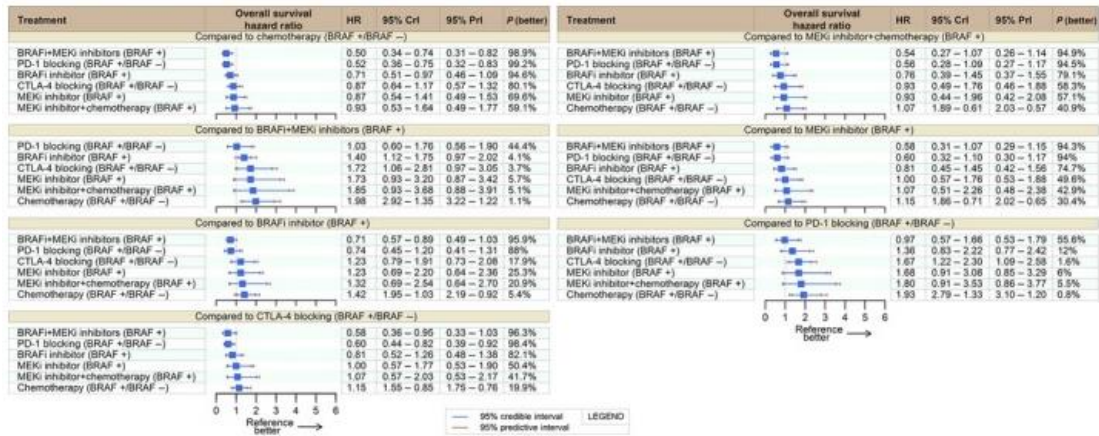 Treatment Overall survival hazard ratio HR 95% CrI 95% PrI P (better)
Compared to chemotherapy (BRAF +/BRAF −)
BRAFi+MEKi inhibitors (BRAF +) 0.50 0.34 − 0.74 0.31 − 0.82 98.9%
PD-1 blocking (BRAF +/BRAF −) 0.52 0.36 − 0.75 0.32 − 0.83 99.2%
BRAFi inhibitor (BRAF +) 0.71 0.51 − 0.97 0.46 − 1.09 94.6%
CTLA-4 blocking (BRAF +/BRAF −) 0.87 0.64 − 1.17 0.57 − 1.32 80.1%
MEKi inhibitor (BRAF +) 0.87 0.54 − 1.41 0.49 − 1.53 69.6%
MEKi inhibitor+chemotherapy (BRAF +) 0.93 0.53 − 1.64 0.49 − 1.77 59.1%
Compared to BRAFi+MEKi inhibitors (BRAF +)
PD-1 blocking (BRAF +/BRAF −) 1.03 0.60 − 1.76 0.56 − 1.90 44.4%
BRAFi inhibitor (BRAF +) 1.40 1.12 − 1.75 0.97 − 2.02 4.1%
CTLA-4 blocking (BRAF +/BRAF −) 1.72 1.06 − 2.81 0.97 − 3.05 3.7%
MEKi inhibitor (BRAF +) 1.73 0.93 − 3.20 0.87 − 3.42 5.7%
MEKi inhibitor+chemotherapy (BRAF +) 1.85 0.93 − 3.68 0.88 − 3.91 5.1%
Chemotherapy (BRAF +/BRAF −) 1.98 2.92 − 1.35 3.22 − 1.22 1.1%
Compared to BRAFi inhibitor (BRAF +)
BRAFi+MEKi inhibitors (BRAF +) 0.71 0.57 − 0.89 0.49 − 1.03 95.9%
PD-1 blocking (BRAF +/BRAF −) 0.74 0.45 − 1.20 0.41 − 1.31 88%
CTLA-4 blocking (BRAF +/BRAF −) 1.23 0.79 − 1.91 0.73 − 2.08 17.9%
MEKi inhibitor (BRAF +) 1.23 0.69 − 2.20 0.64 − 2.36 25.3%
MEKi inhibitor+chemotherapy (BRAF +) 1.32 0.69 − 2.54 0.64 − 2.70 20.9%
Chemotherapy (BRAF +/BRAF −) 1.42 1.95 − 1.03 2.19 − 0.92 5.4%
Compared to CTLA-4 blocking (BRAF +/BRAF −)
BRAFi+MEKi inhibitors (BRAF +) 0.58 0.36 − 0.95 0.33 − 1.03 96.3%
PD-1 blocking (BRAF +/BRAF −) 0.60 0.44 − 0.82 0.39 − 0.92 98.4%
BRAFi inhibitor (BRAF +) 0.81 0.52 − 1.26 0.48 − 1.38 82.1%
MEKi inhibitor (BRAF +) 1.00 0.57 − 1.77 0.53 − 1.90 50.4%
MEKi inhibitor+chemotherapy (BRAF +) 1.07 0.57 − 2.03 0.53 − 2.17 41.7%
Chemotherapy (BRAF +/BRAF −) 1.15 1.55 − 0.85 1.75 − 0.76 19.9%
0 1 2 3 4 5 6
Reference better
Treatment Overall survival hazard ratio HR 95% CrI 95% PrI P (better)
Compared to MEKi inhibitor+chemotherapy (BRAF +)
BRAFi+MEKi inhibitors (BRAF +) 0.54 0.27 − 1.07 0.26 − 1.14 94.9%
PD-1 blocking (BRAF +/BRAF −) 0.56 0.28 − 1.09 0.27 − 1.17 94.5%
BRAFi inhibitor (BRAF +) 0.76 0.39 − 1.45 0.37 − 1.55 79.1%
CTLA-4 blocking (BRAF +/BRAF −) 0.93 0.49 − 1.76 0.46 − 1.88 58.3%
MEKi inhibitor (BRAF +) 0.93 0.44 − 1.96 0.42 − 2.08 57.1%
Chemotherapy (BRAF +/BRAF −) 1.07 1.89 − 0.61 2.03 − 0.57 40.9%
Compared to MEKi inhibitor (BRAF +)
BRAFi+MEKi inhibitors (BRAF +) 0.58 0.31 − 1.07 0.29 − 1.15 94.3%
PD-1 blocking (BRAF +/BRAF −) 0.60 0.32 − 1.10 0.30 − 1.17 94%
BRAFi inhibitor (BRAF +) 0.81 0.45 − 1.45 0.42 − 1.56 74.7%
CTLA-4 blocking (BRAF +/BRAF −) 1.00 0.57 − 1.76 0.53 − 1.88 49.6%
MEKi inhibitor+chemotherapy (BRAF +) 1.07 0.51 − 2.26 0.48 − 2.38 42.9%
Chemotherapy (BRAF +/BRAF −) 1.15 1.86 − 0.71 2.02 − 0.65 30.4%
Compared to PD-1 blocking (BRAF +/BRAF −)
BRAFi+MEKi inhibitors (BRAF +) 0.97 0.57 − 1.66 0.53 − 1.79 55.6%
BRAFi inhibitor (BRAF +) 1.36 0.83 − 2.22 0.77 − 2.42 12%
CTLA-4 blocking (BRAF +/BRAF −) 1.67 1.22 − 2.30 1.09 − 2.58 1.6%
MEKi inhibitor (BRAF +) 1.68 0.91 − 3.08 0.85 − 3.29 6%
MEKi inhibitor+chemotherapy (BRAF +) 1.80 0.91 − 3.53 0.86 − 3.77 5.5%
Chemotherapy (BRAF +/BRAF −) 1.93 2.79 − 1.33 3.10 − 1.20 0.8%
0 1 2 3 4 5 6
Reference better
95% credible interval LEGEND
95% predictive interval